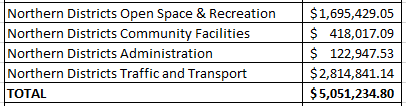 Northern Districts Open Space & Recreation $1,695,429.05
Northern Districts Community Facilities $ 418,017.09
Northern Districts Administration $ 122,947.53
Northern Districts Traffic and Transport $2,814,841.14
TOTAL $5,051,234.80